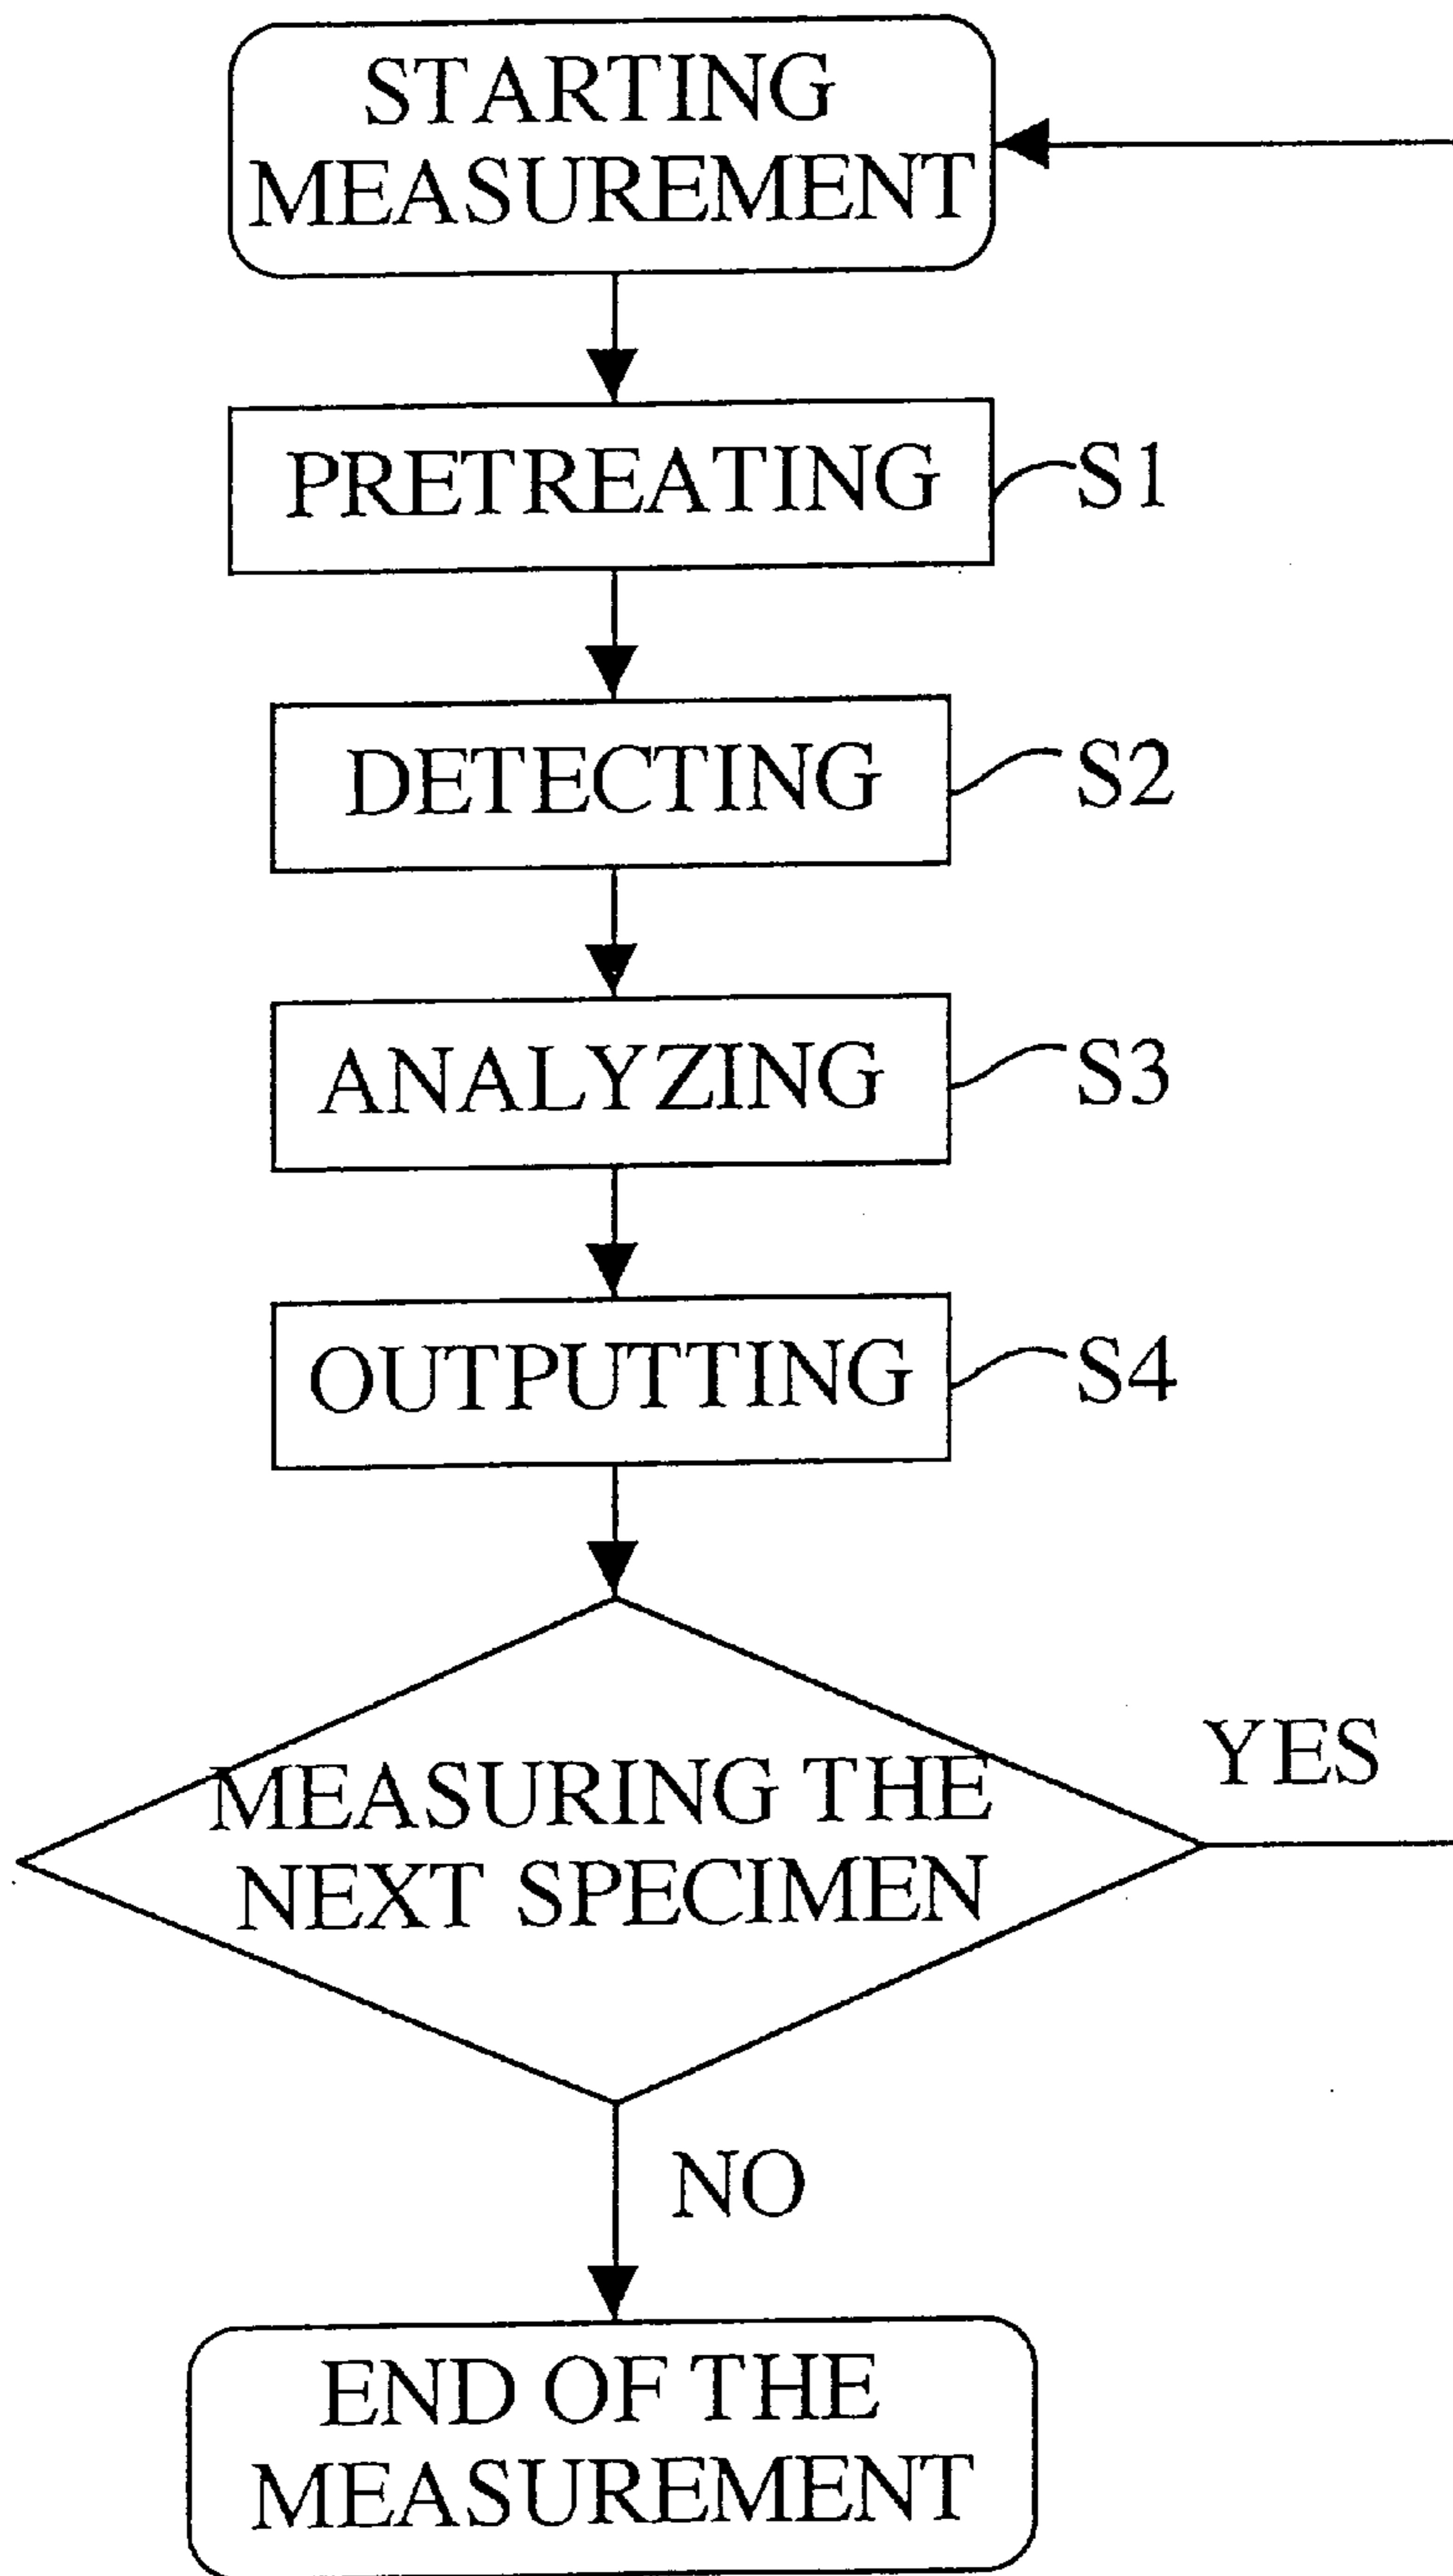 STARTING
MEASUREMENT
PRETREATING
S1
DETECTING
S2
ANALYZING
S3
OUTPUTTING
S4
MEASURING THE
NEXT SPECIMEN
YES
NO
END OF THE
MEASUREMENT